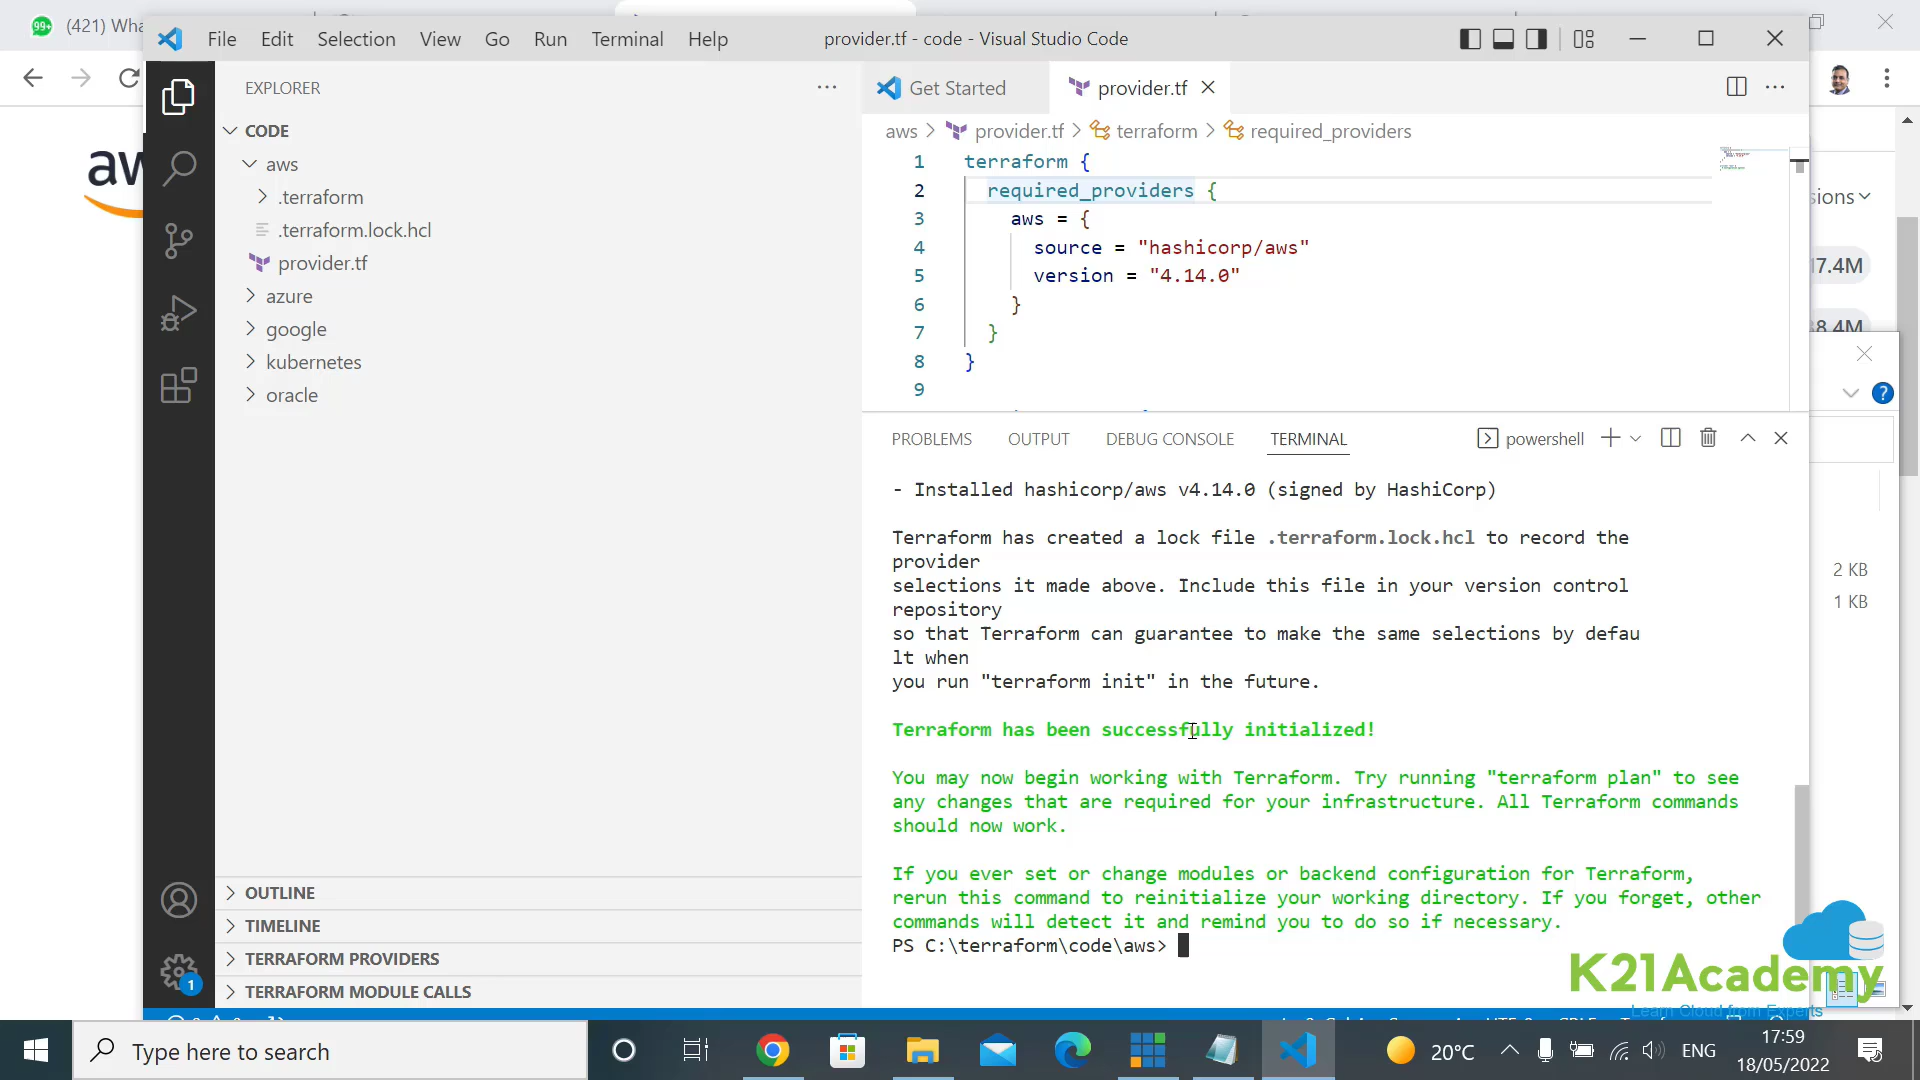 99+
(421) Wha
File Edit Selection View Go Run Terminal Help
provider.tf - code - Visual Studio Code
EXPLORER
CODE
aws
.terraform
.terraform.lock.hcl
provider.tf
azure
google
kubernetes
oracle
OUTLINE
TIMELINE
TERRAFORM PROVIDERS
TERRAFORM MODULE CALLS
1
Get Started
provider.tf
aws > provider.tf > terraform > required_providers
1 terraform {
2 required_providers {
3 aws = {
4 source = "hashicorp/aws"
5 version = "4.14.0"
6 }
7 }
8 }
9
PROBLEMS OUTPUT DEBUG CONSOLE TERMINAL
powershell
- Installed hashicorp/aws v4.14.0 (signed by HashiCorp)
Terraform has created a lock file .terraform.lock.hcl to record the
provider
selections it made above. Include this file in your version control
repository
so that Terraform can guarantee to make the same selections by defau
lt when
you run "terraform init" in the future.
Terraform has been successfully initialized!
You may now begin working with Terraform. Try running "terraform plan" to see
any changes that are required for your infrastructure. All Terraform commands
should now work.
If you ever set or change modules or backend configuration for Terraform,
rerun this command to reinitialize your working directory. If you forget, other
commands will detect it and remind you to do so if necessary.
PS C:\terraform\code\aws>
aw
sions
7.4M
8.4M
?
2 KB
1 KB
K21Academy
Learn Cloud from Experts
Type here to search
20°C
ENG
17:59
18/05/2022